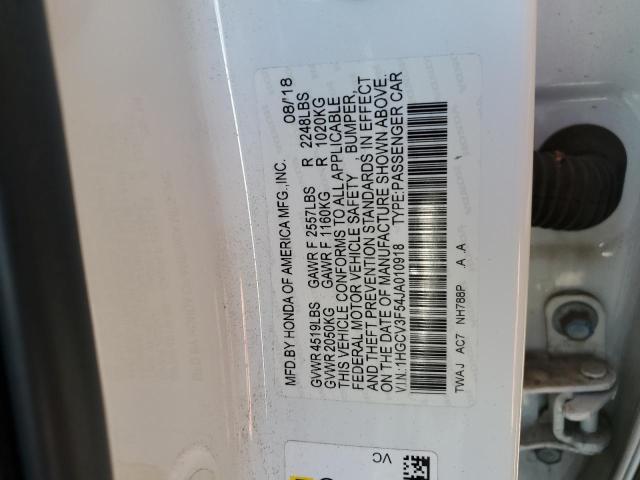 MFD.BY HONDA OF AMERICA MFG.,INC. 08/18
GVWR 4519LBS GAWR F 2557LBS R 2248LBS
GVWR 2050KG GAWR F 1160KG R 1020KG
THIS VEHICLE CONFORMS TO ALL APPLICABLE
FEDERAL MOTOR VEHICLE SAFETY, BUMPER,
AND THEFT PREVENTION STANDARDS IN EFFECT
ON THE DATE OF MANUFACTURE SHOWN ABOVE.
V.I.N.:1HGCV3F54JA010918 TYPE:PASSENGER CAR
TWAJ AC7 NH788P .A .A
VC